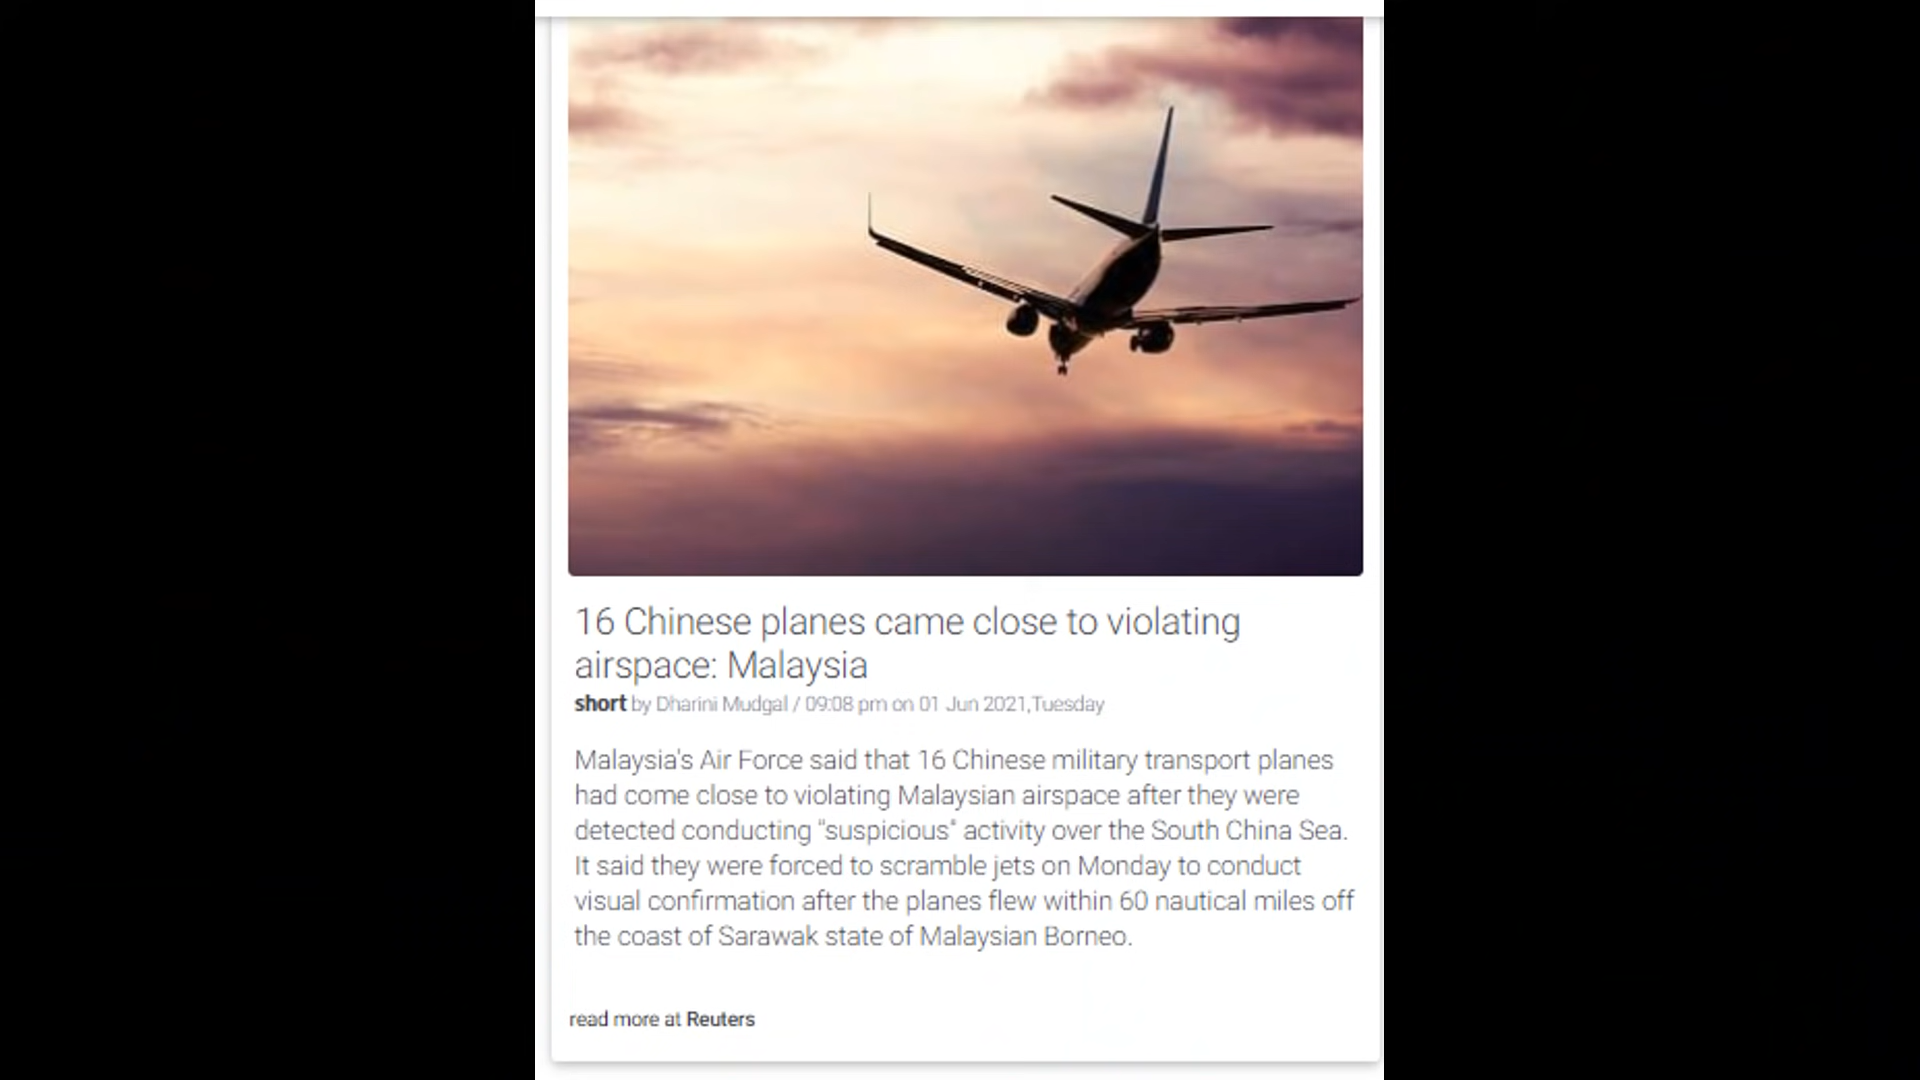 16 Chinese planes came close to violating
airspace: Malaysia
short by Dharini Mudgal / 09:08 pm on 01 Jun 2021,Tuesday
Malaysia's Air Force said that 16 Chinese military transport planes
had come close to violating Malaysian airspace after they were
detected conducting "suspicious" activity over the South China Sea.
It said they were forced to scramble jets on Monday to conduct
visual confirmation after the planes flew within 60 nautical miles off
the coast of Sarawak state of Malaysian Borneo.
read more at Reuters